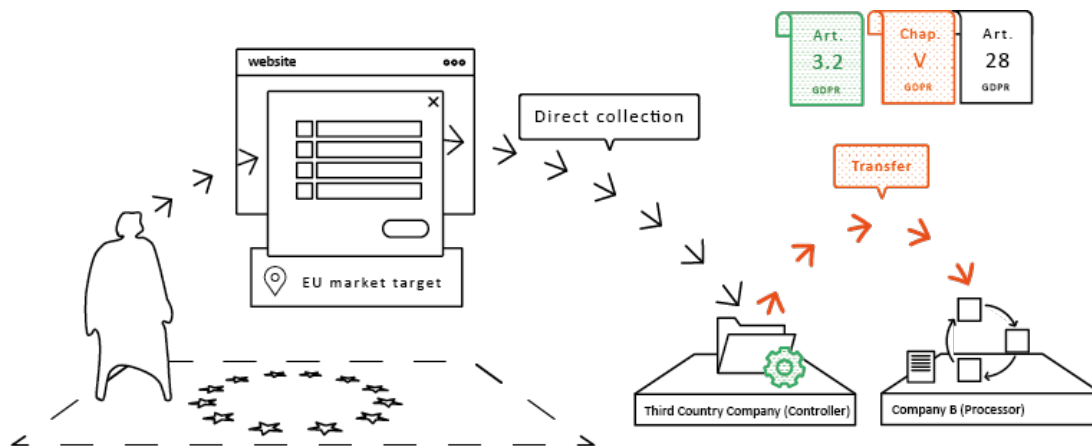 Art.
3.2
GDPR
Chap.
V
GDPR
Art.
28
GDPR
website
Direct collection
Transfer
EU market target
Third Country Company (Controller)
Company B (Processor)